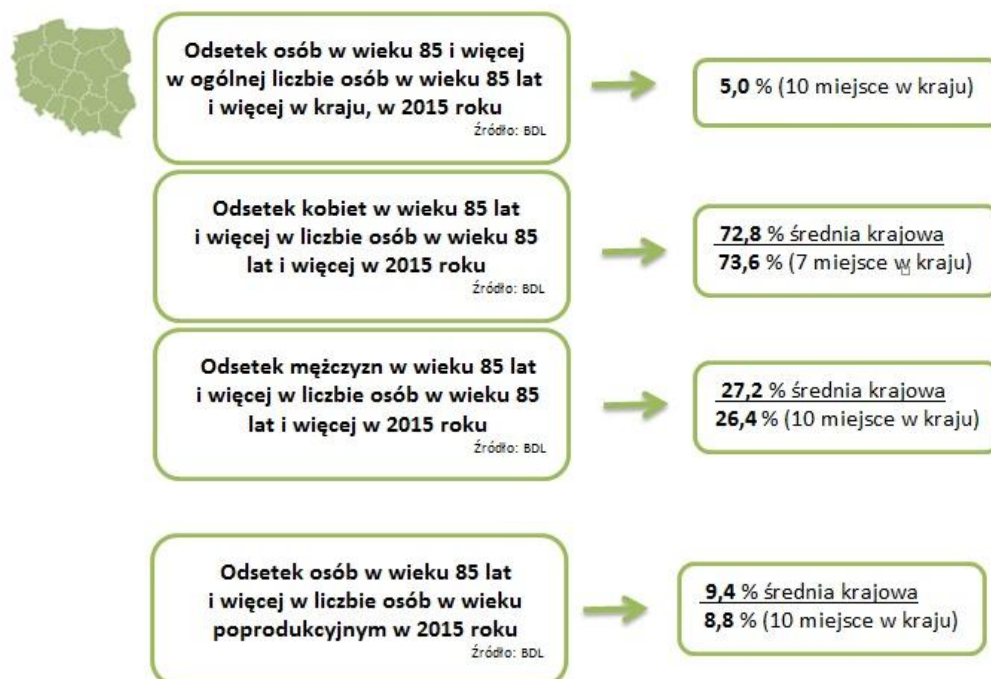 Odsetek osób w wieku 85 i więcej
w ogólnej liczbie osób w wieku 85 lat
i więcej w kraju, w 2015 roku
Źródło: BDL
5,0 % (10 miejsce w kraju)
Odsetek kobiet w wieku 85 lat
i więcej w liczbie osób w wieku 85
lat i więcej w 2015 roku
Źródło: BDL
72,8 % średnia krajowa
73,6 % (7 miejsce w kraju)
Odsetek mężczyzn w wieku 85 lat
i więcej w liczbie osób w wieku 85
lat i więcej w 2015 roku
Źródło: BDL
27,2 % średnia krajowa
26,4 % (10 miejsce w kraju)
Odsetek osób w wieku 85 lat
i więcej w liczbie osób w wieku
poprodukcyjnym w 2015 roku
Źródło: BDL
9,4 % średnia krajowa
8,8 % (10 miejsce w kraju)